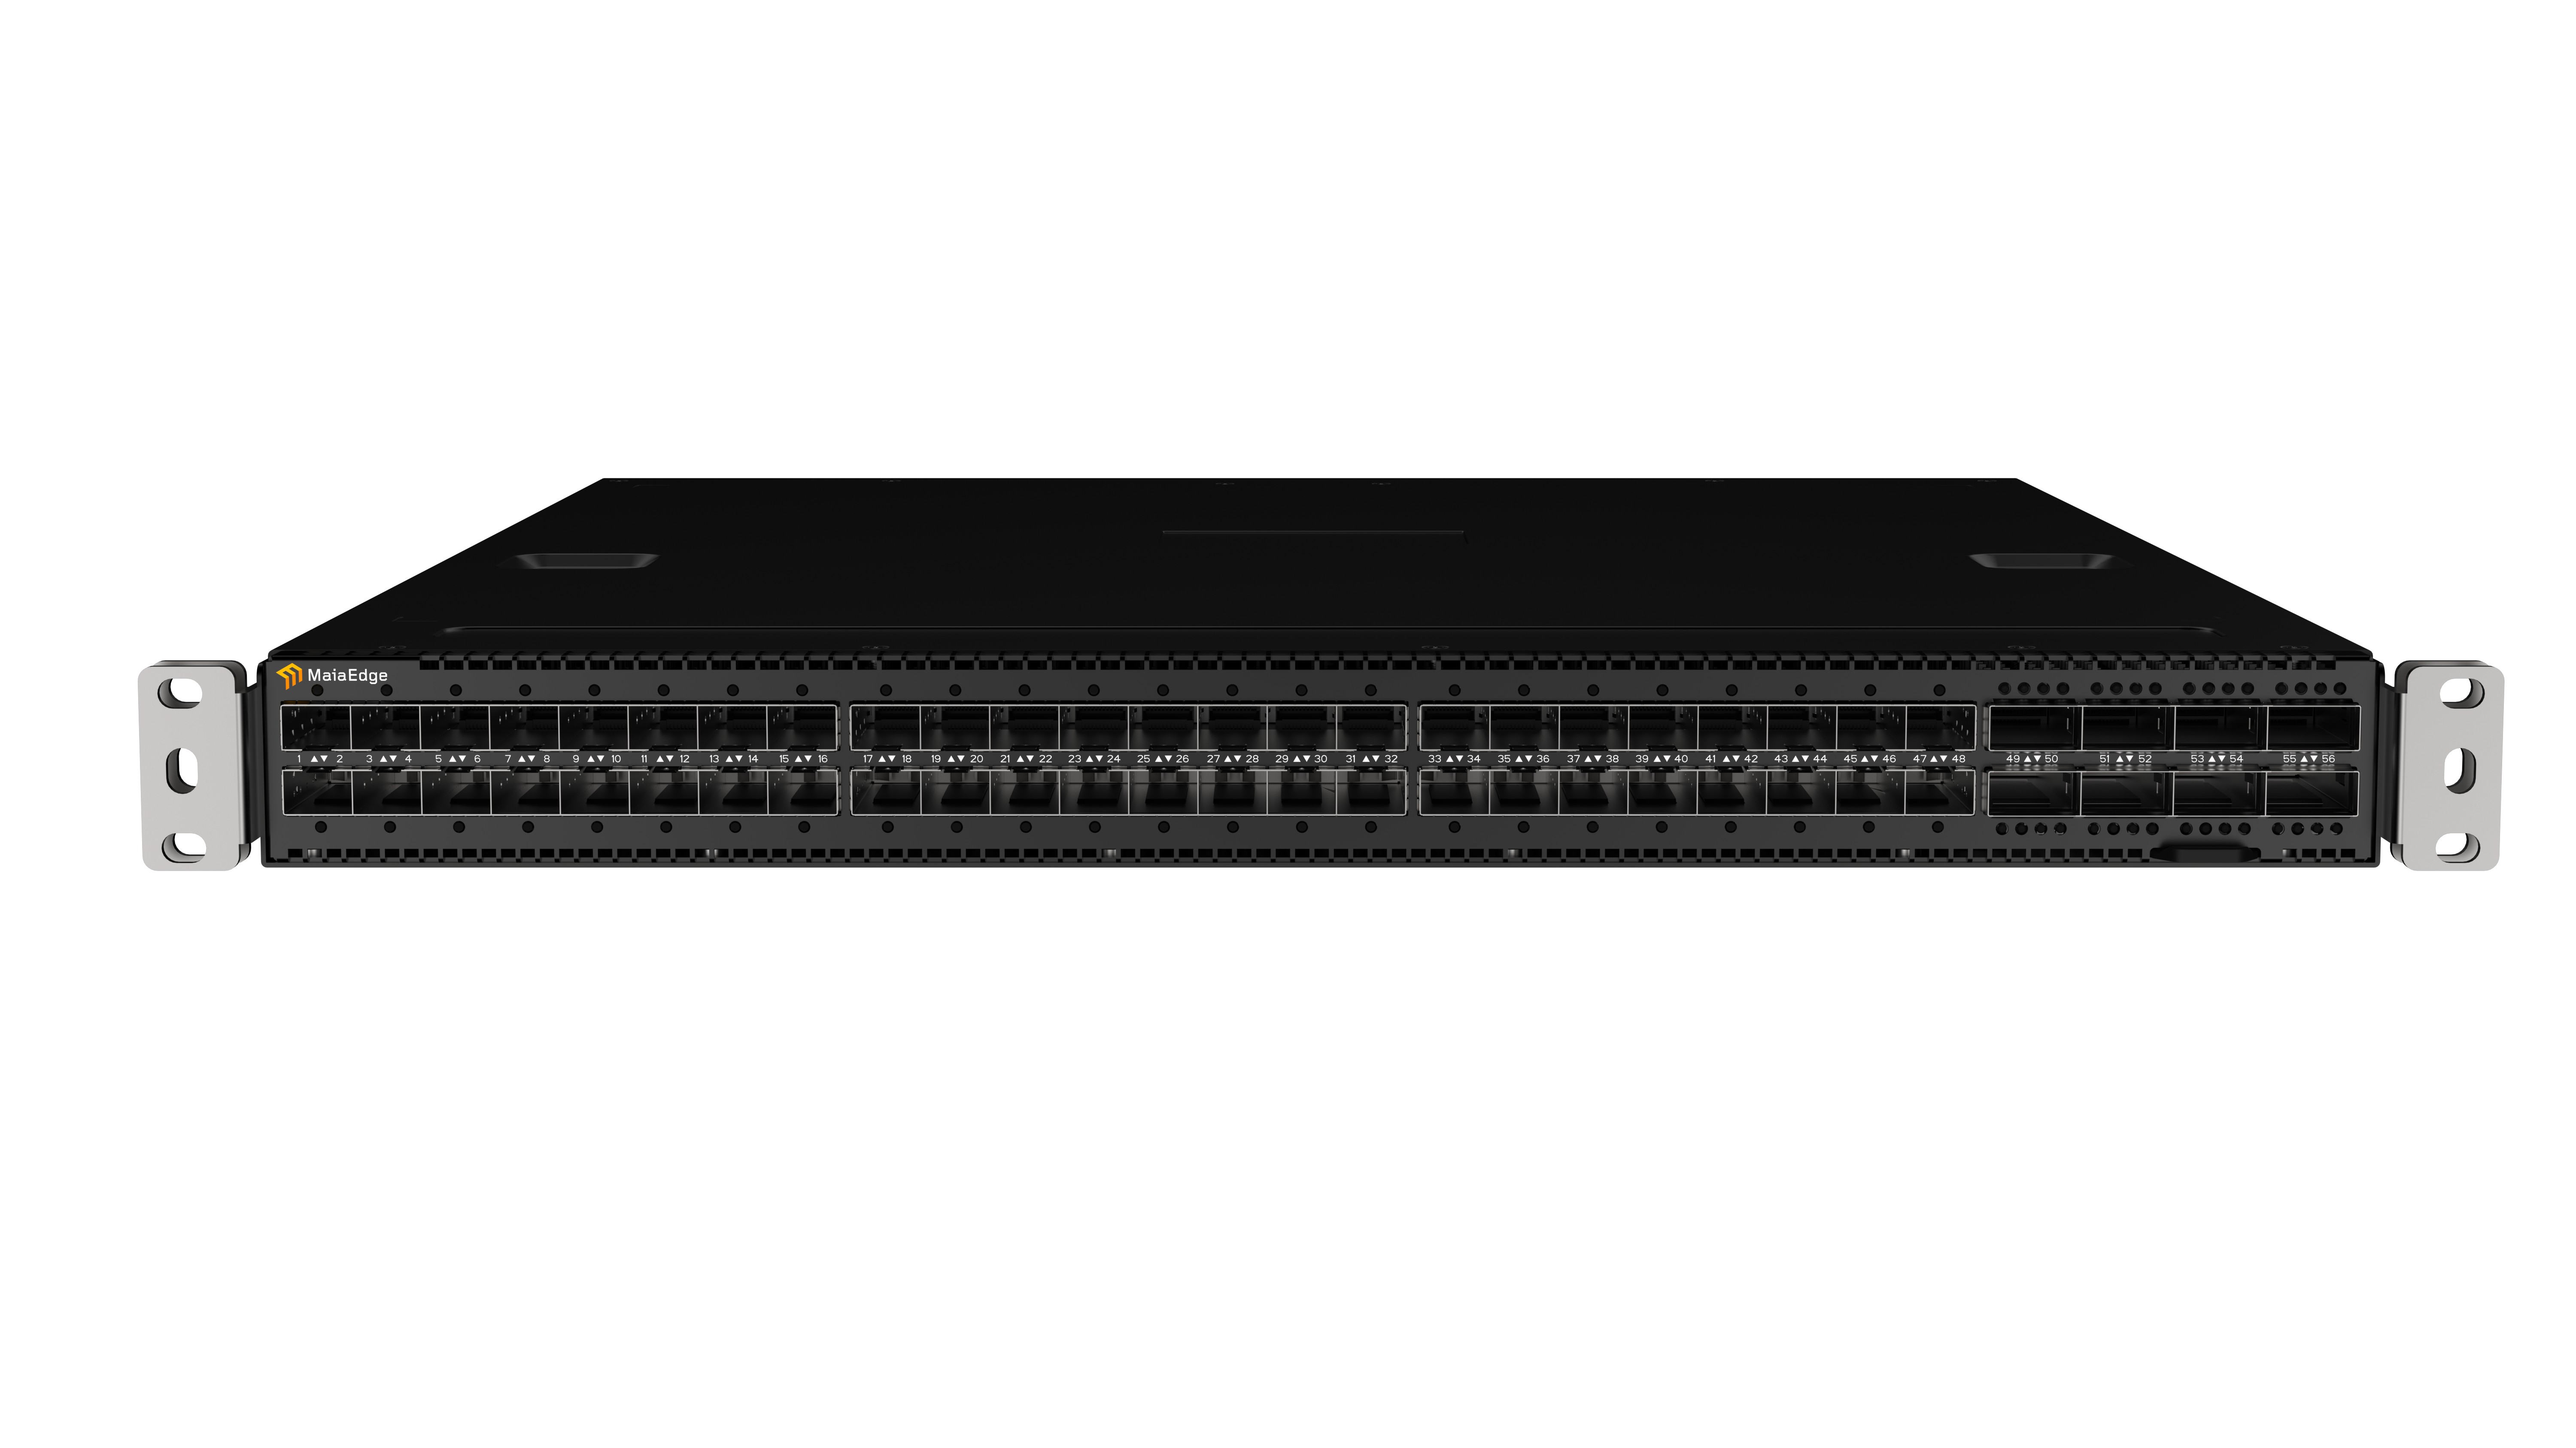 MaiaEdge
1 ▲▼ 2 3 ▲▼ 4 5 ▲▼ 6 7 ▲▼ 8 9 ▲▼ 10 11 ▲▼ 12 13 ▲▼ 14 15 ▲▼ 16 17 ▲▼ 18 19 ▲▼ 20 21 ▲▼ 22 23 ▲▼ 24 25 ▲▼ 26 27 ▲▼ 28 29 ▲▼ 30 31 ▲▼ 32 33 ▲▼ 34 35 ▲▼ 36 37 ▲▼ 38 39 ▲▼ 40 41 ▲▼ 42 43 ▲▼ 44 45 ▲▼ 46 47 ▲▼ 48 49 ▲▼ 50 51 ▲▼ 52 53 ▲▼ 54 55 ▲▼ 56